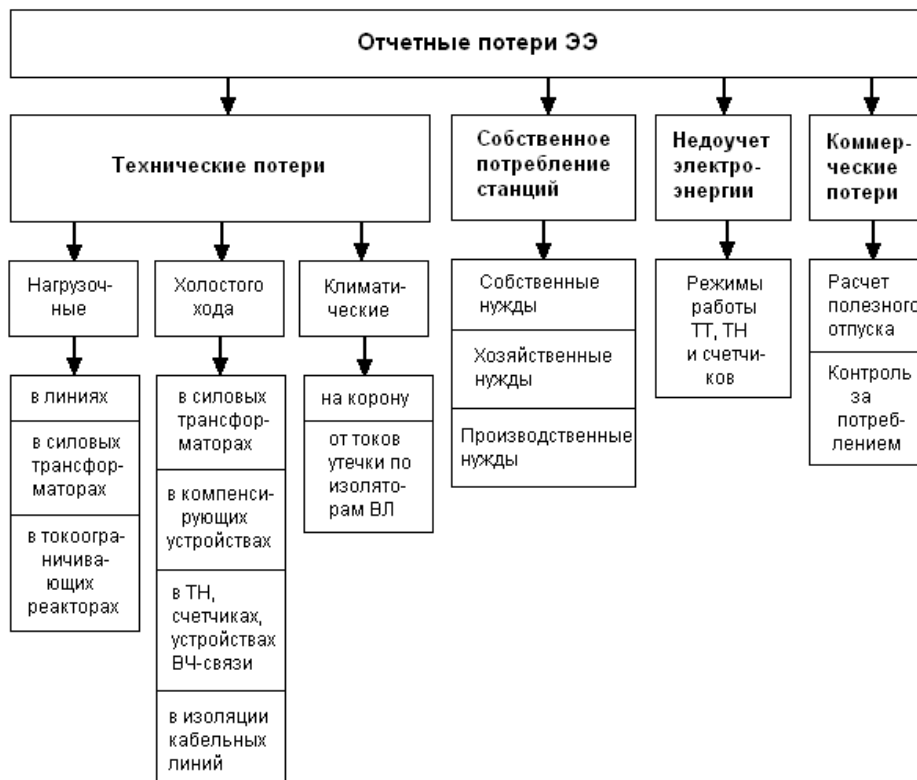 Отчетные потери ЭЭ
Технические потери
Собственное
потребление
станций
Недоучет
электро-
энергии
Коммер-
ческие
потери
Нагрузоч-
ные
Холостого
хода
Климати-
ческие
в линиях
в силовых
трансфор-
маторах
в токоогра-
ничива-
ющих
реакторах
в силовых
трансфор-
маторах
в компенси-
рующих
устройствах
в ТН,
счетчиках,
устройствах
ВЧ-связи
в изоляции
кабельных
линий
на корону
от токов
утечки по
изолято-
рам ВЛ
Собственные
нужды
Хозяйственные
нужды
Производственные
нужды
Режимы
работы
ТТ, ТН
и счетчи-
ков
Расчет
полезного
отпуска
Контроль
за
потреб-
лением